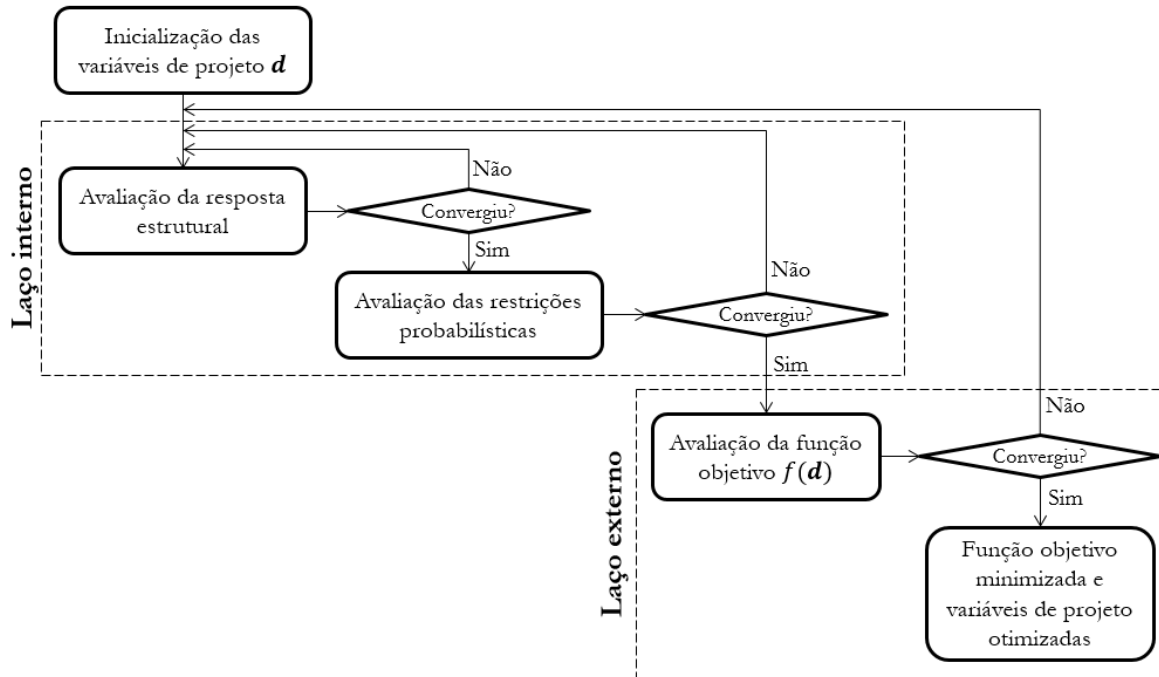 Inicialização das
variáveis de projeto d
Laço interno
Avaliação da resposta
estrutural
Não
Convergiu?
Sim
Avaliação das restrições
probabilísticas
Não
Convergiu?
Sim
Laço externo
Avaliação da função
objetivo f(d)
Não
Convergiu?
Sim
Função objetivo
minimizada e
variáveis de projeto
otimizadas